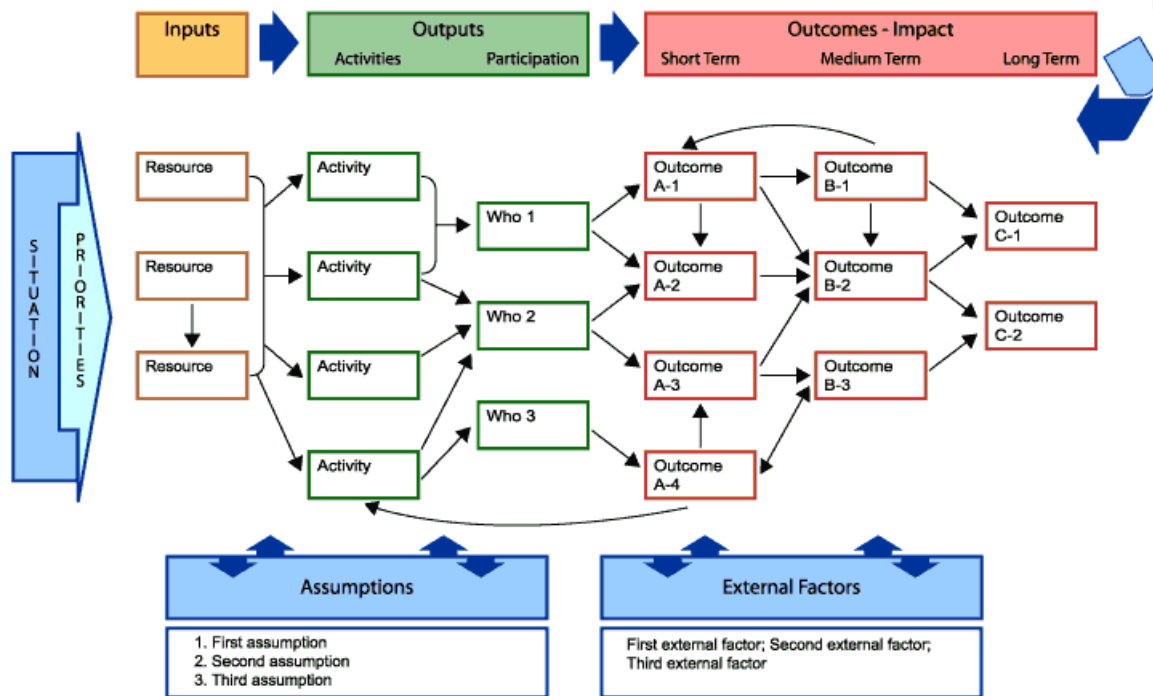 Inputs
Outputs
Activities
Participation
Outcomes - Impact
Short Term
Medium Term
Long Term
SITUATION
PRIORITIES
Resource
Resource
Resource
Activity
Activity
Activity
Activity
Who 1
Who 2
Who 3
Outcome
A-1
Outcome
A-2
Outcome
A-3
Outcome
A-4
Outcome
B-1
Outcome
B-2
Outcome
B-3
Outcome
C-1
Outcome
C-2
Assumptions
1. First assumption
2. Second assumption
3. Third assumption
External Factors
First external factor; Second external factor;
Third external factor